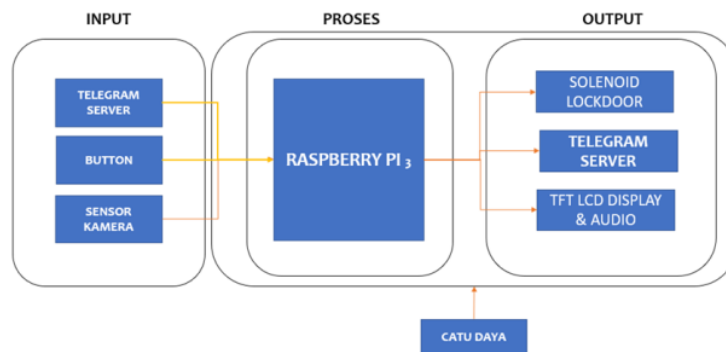 INPUT
PROSES
OUTPUT
TELEGRAM
SERVER
BUTTON
SENSOR
KAMERA
RASPBERRY PI 3
SOLENOID
LOCKDOOR
TELEGRAM
SERVER
TFT LCD DISPLAY
& AUDIO
CATU DAYA